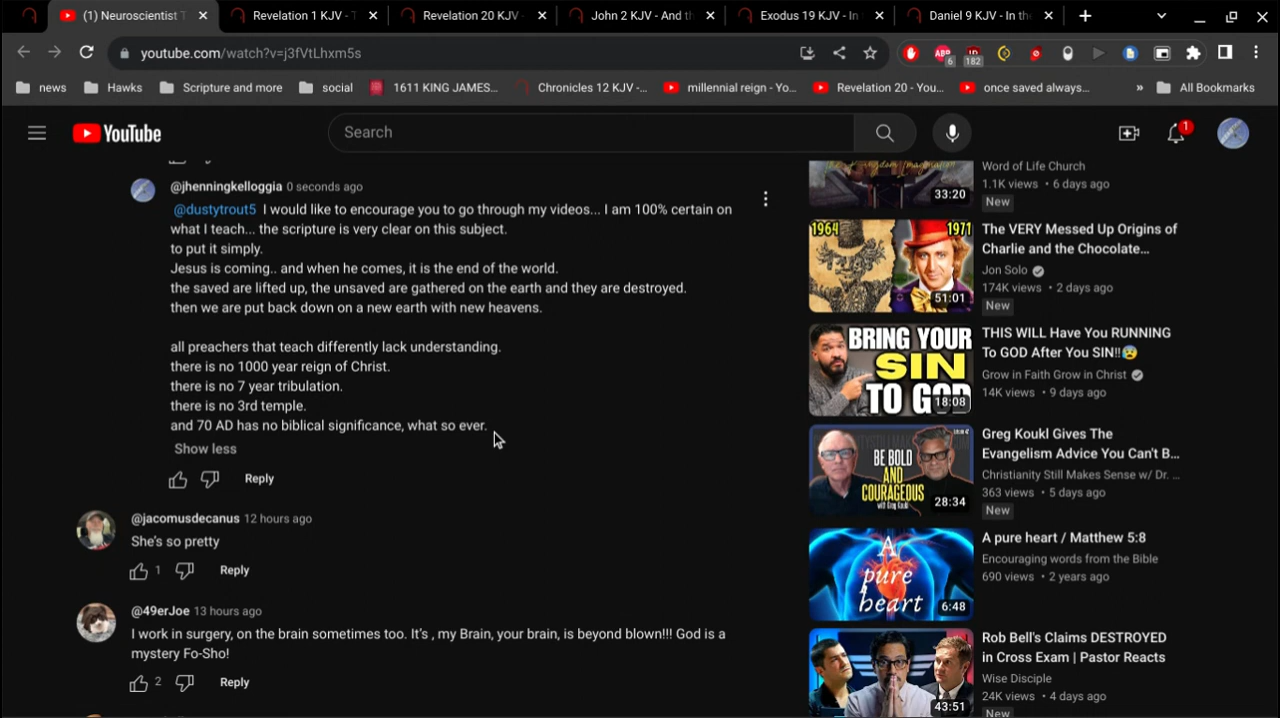 (1) Neuroscientist T
Revelation 1 KJV - T
Revelation 20 KJV -
John 2 KJV - And th
Exodus 19 KJV - In
Daniel 9 KJV - In the
youtube.com/watch?v=j3fVtLhxm5s
ABP
6
182
news
Hawks
Scripture and more
social
1611 KING JAMES...
Chronicles 12 KJV -...
millennial reign - Yo...
Revelation 20 - You...
once saved always...
»
All Bookmarks
YouTube
Search
1
@jhenningkelloggia 0 seconds ago
@dustytrout5 I would like to encourage you to go through my videos... I am 100% certain on
what I teach... the scripture is very clear on this subject.
to put it simply.
Jesus is coming.. and when he comes, it is the end of the world.
the saved are lifted up, the unsaved are gathered on the earth and they are destroyed.
then we are put back down on a new earth with new heavens.
all preachers that teach differently lack understanding.
there is no 1000 year reign of Christ.
there is no 7 year tribulation.
there is no 3rd temple.
and 70 AD has no biblical significance, what so ever.
Show less
Reply
@jacomusdecanus 12 hours ago
She's so pretty
1
Reply
@49erJoe 13 hours ago
I work in surgery, on the brain sometimes too. It's , my Brain, your brain, is beyond blown!!! God is a
mystery Fo-Sho!
2
Reply
33:20
Word of Life Church
1.1K views • 6 days ago
New
1964
1971
51:01
The VERY Messed Up Origins of
Charlie and the Chocolate...
Jon Solo
174K views • 2 days ago
New
BRING YOUR
SIN
TO GOD
18:08
THIS WILL Have You RUNNING
To GOD After You SIN!!😰
Grow in Faith Grow in Christ
14K views • 9 days ago
BE BOLD
AND
COURAGEOUS
with Greg Koukl
28:34
Greg Koukl Gives The
Evangelism Advice You Can't B...
Christianity Still Makes Sense w/ Dr. ...
363 views • 5 days ago
New
A
pure
heart
6:48
A pure heart / Matthew 5:8
Encouraging words from the Bible
690 views • 2 years ago
43:51
Rob Bell's Claims DESTROYED
in Cross Exam | Pastor Reacts
Wise Disciple
24K views • 4 days ago
New